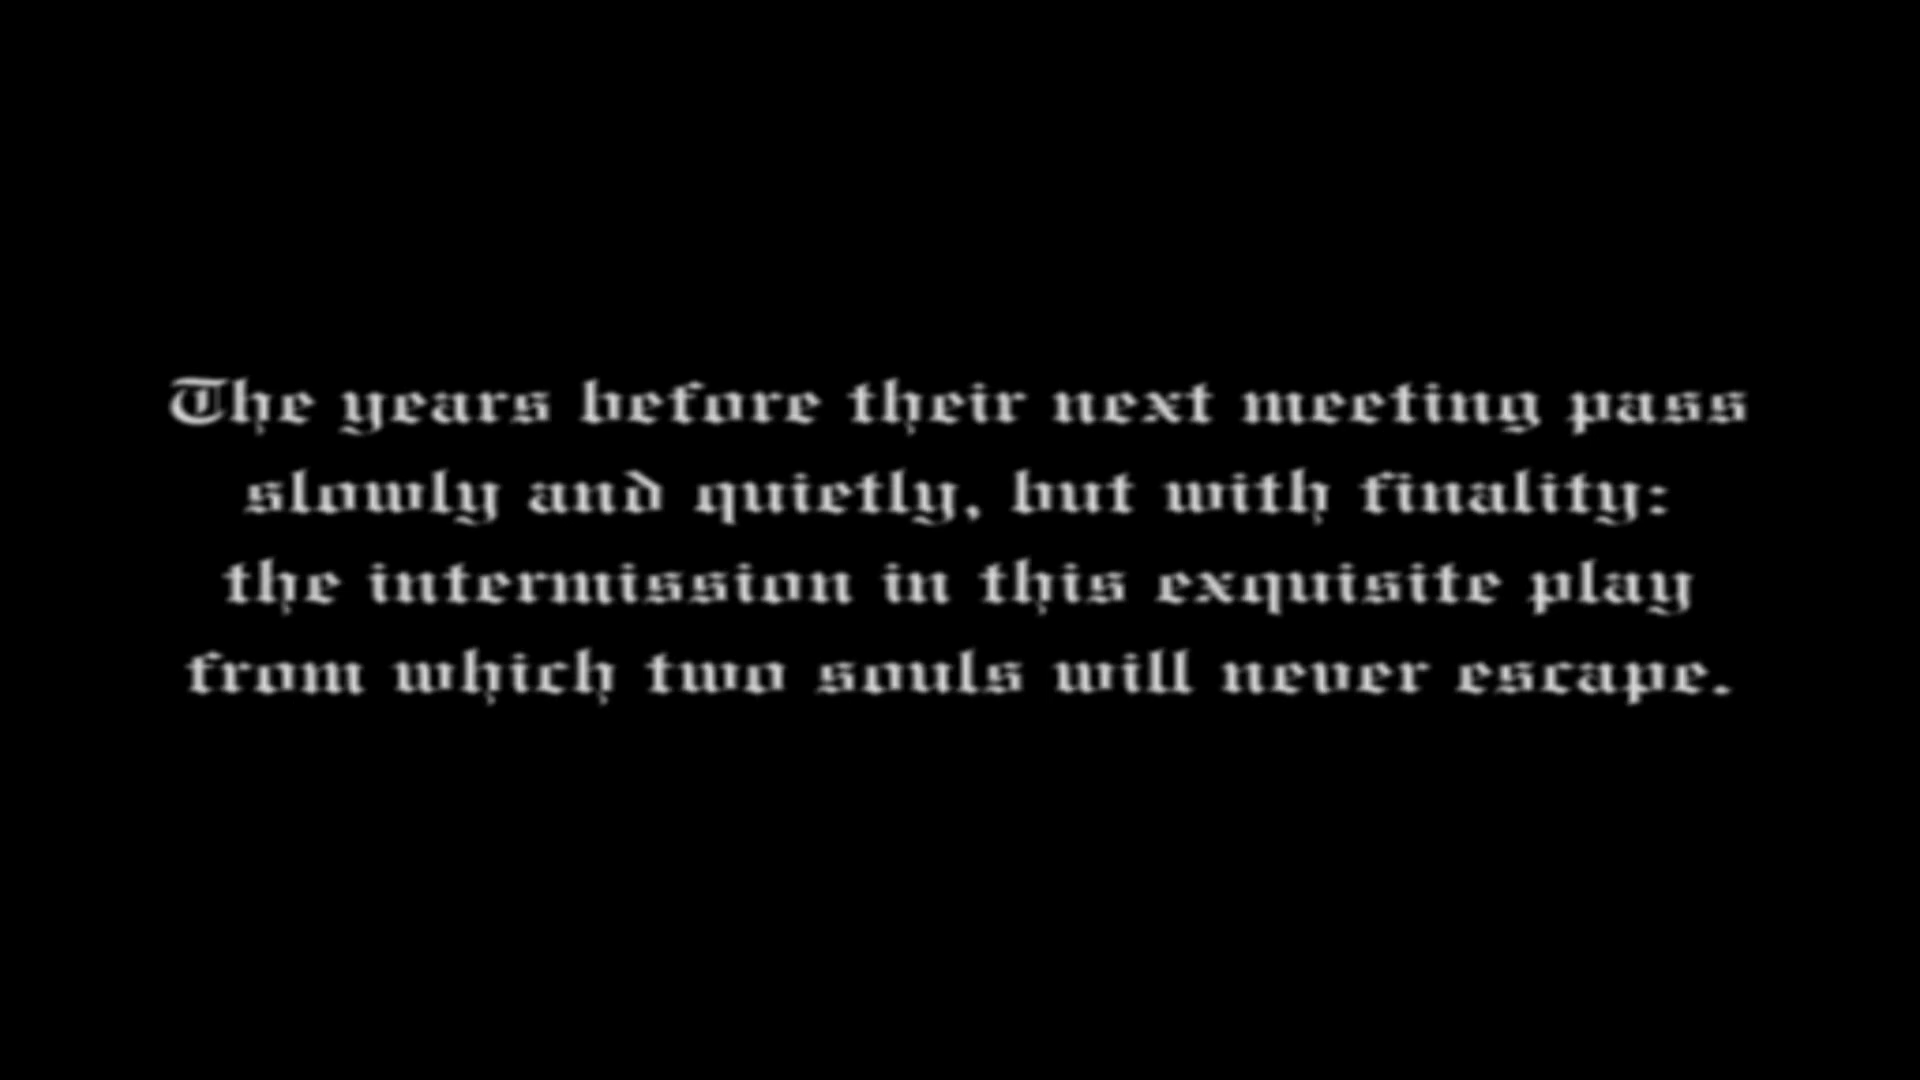 The years before their next meeting pass
slowly and quietly, but with finality:
the intermission in this exquisite play
from which two souls will never escape.